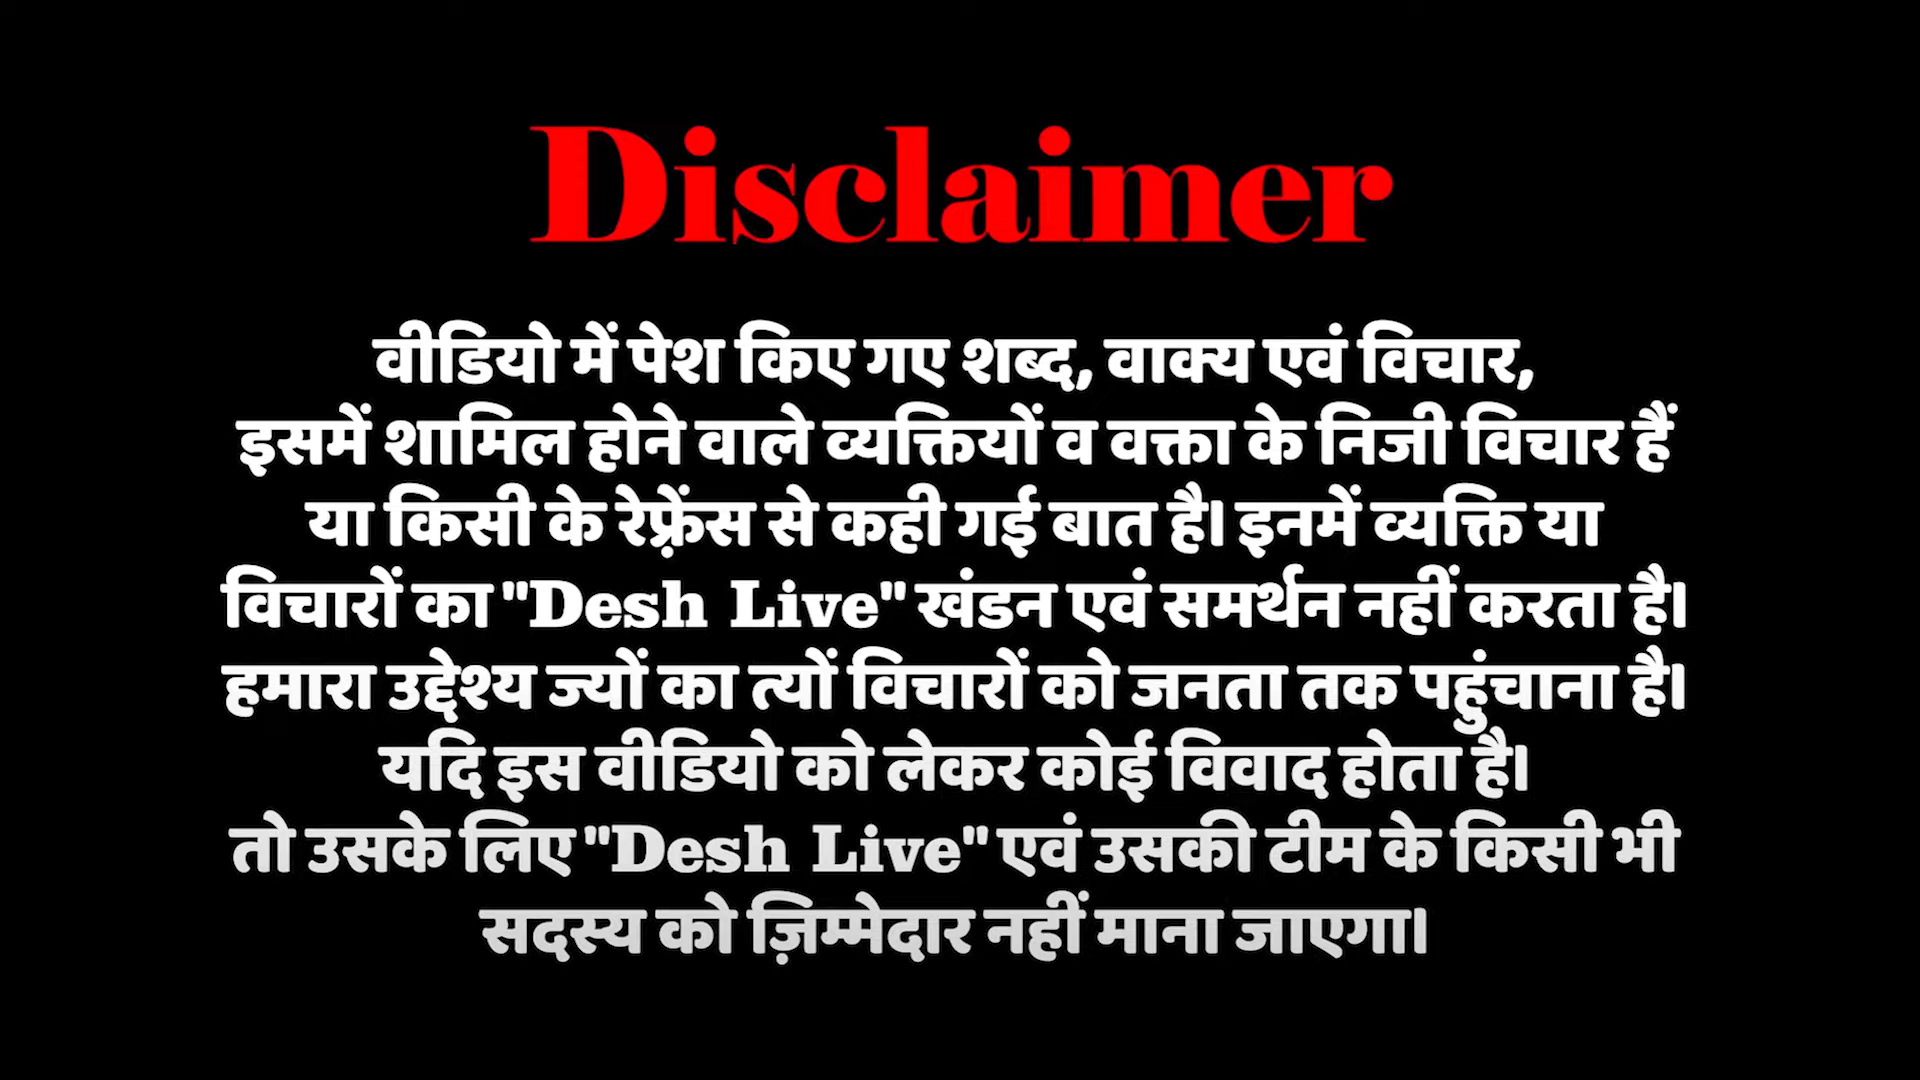 Disclaimer
वीडियो में पेश किए गए शब्द, वाक्य एवं विचार,
इसमें शामिल होने वाले व्यक्तियों व वक्ता के निजी विचार हैं
या किसी के रेफ़्रेंस से कही गई बात है। इनमें व्यक्ति या
विचारों का "Desh Live" खंडन एवं समर्थन नहीं करता है।
हमारा उद्देश्य ज्यों का त्यों विचारों को जनता तक पहुंचाना है।
यदि इस वीडियो को लेकर कोई विवाद होता है।
तो उसके लिए "Desh Live" एवं उसकी टीम के किसी भी
सदस्य को ज़िम्मेदार नहीं माना जाएगा।